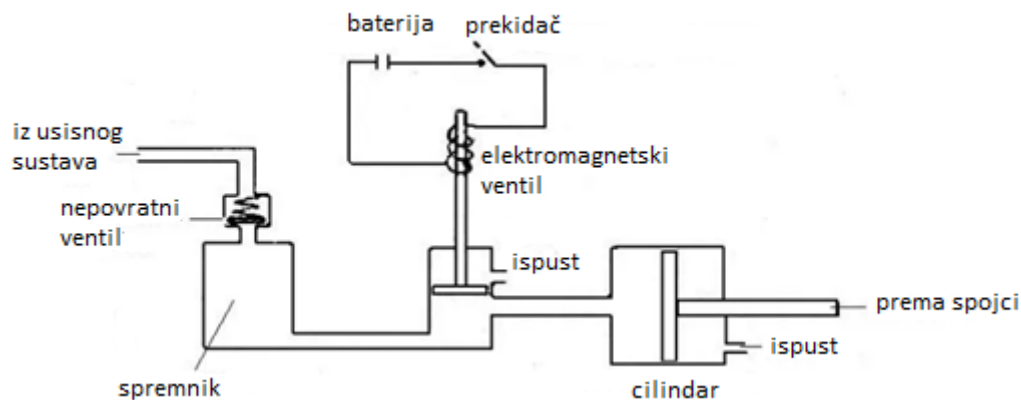 baterija
prekidač
iz usisnog
sustava
elektromagnetski
ventil
nepovratni
ventil
ispust
prema spojci
ispust
spremnik
cilindar